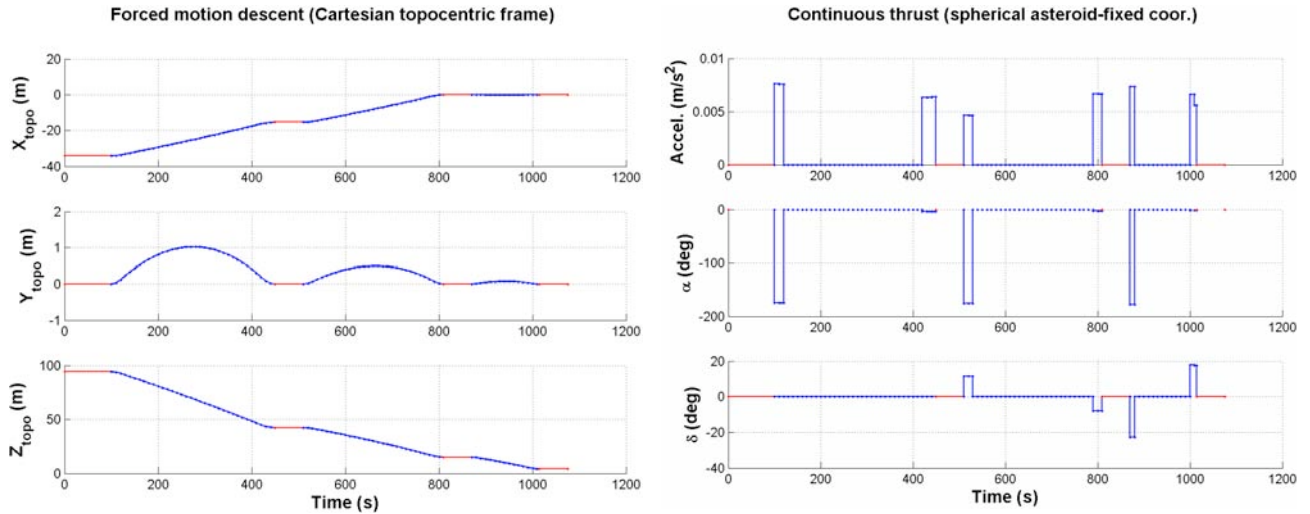 Forced motion descent (Cartesian topocentric frame)
20
0
-20
-40
X_topo (m)
0 200 400 600 800 1000 1200
2
1
0
-1
Y_topo (m)
0 200 400 600 800 1000 1200
100
50
0
Z_topo (m)
0 200 400 600 800 1000 1200
Time (s)
Continuous thrust (spherical asteroid-fixed coor.)
0.01
0.005
0
Accel. (m/s²)
0 200 400 600 800 1000 1200
0
-100
-200
α (deg)
0 200 400 600 800 1000 1200
20
0
-20
-40
δ (deg)
0 200 400 600 800 1000 1200
Time (s)